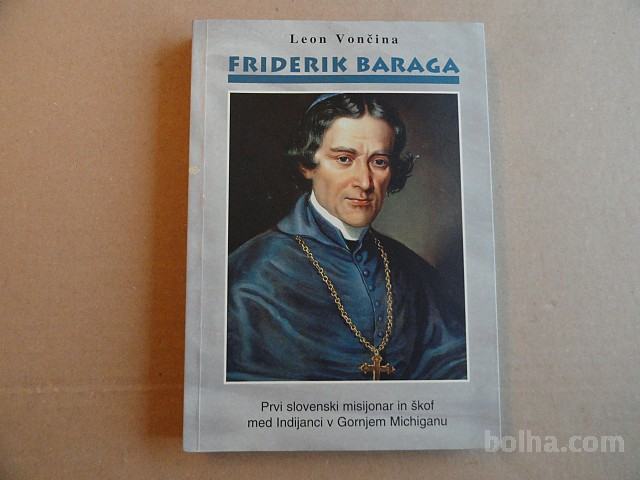 Leon Vončina
FRIDERIK BARAGA
Prvi slovenski misijonar in škof
med Indijanci v Gornjem Michiganu
bolha.com